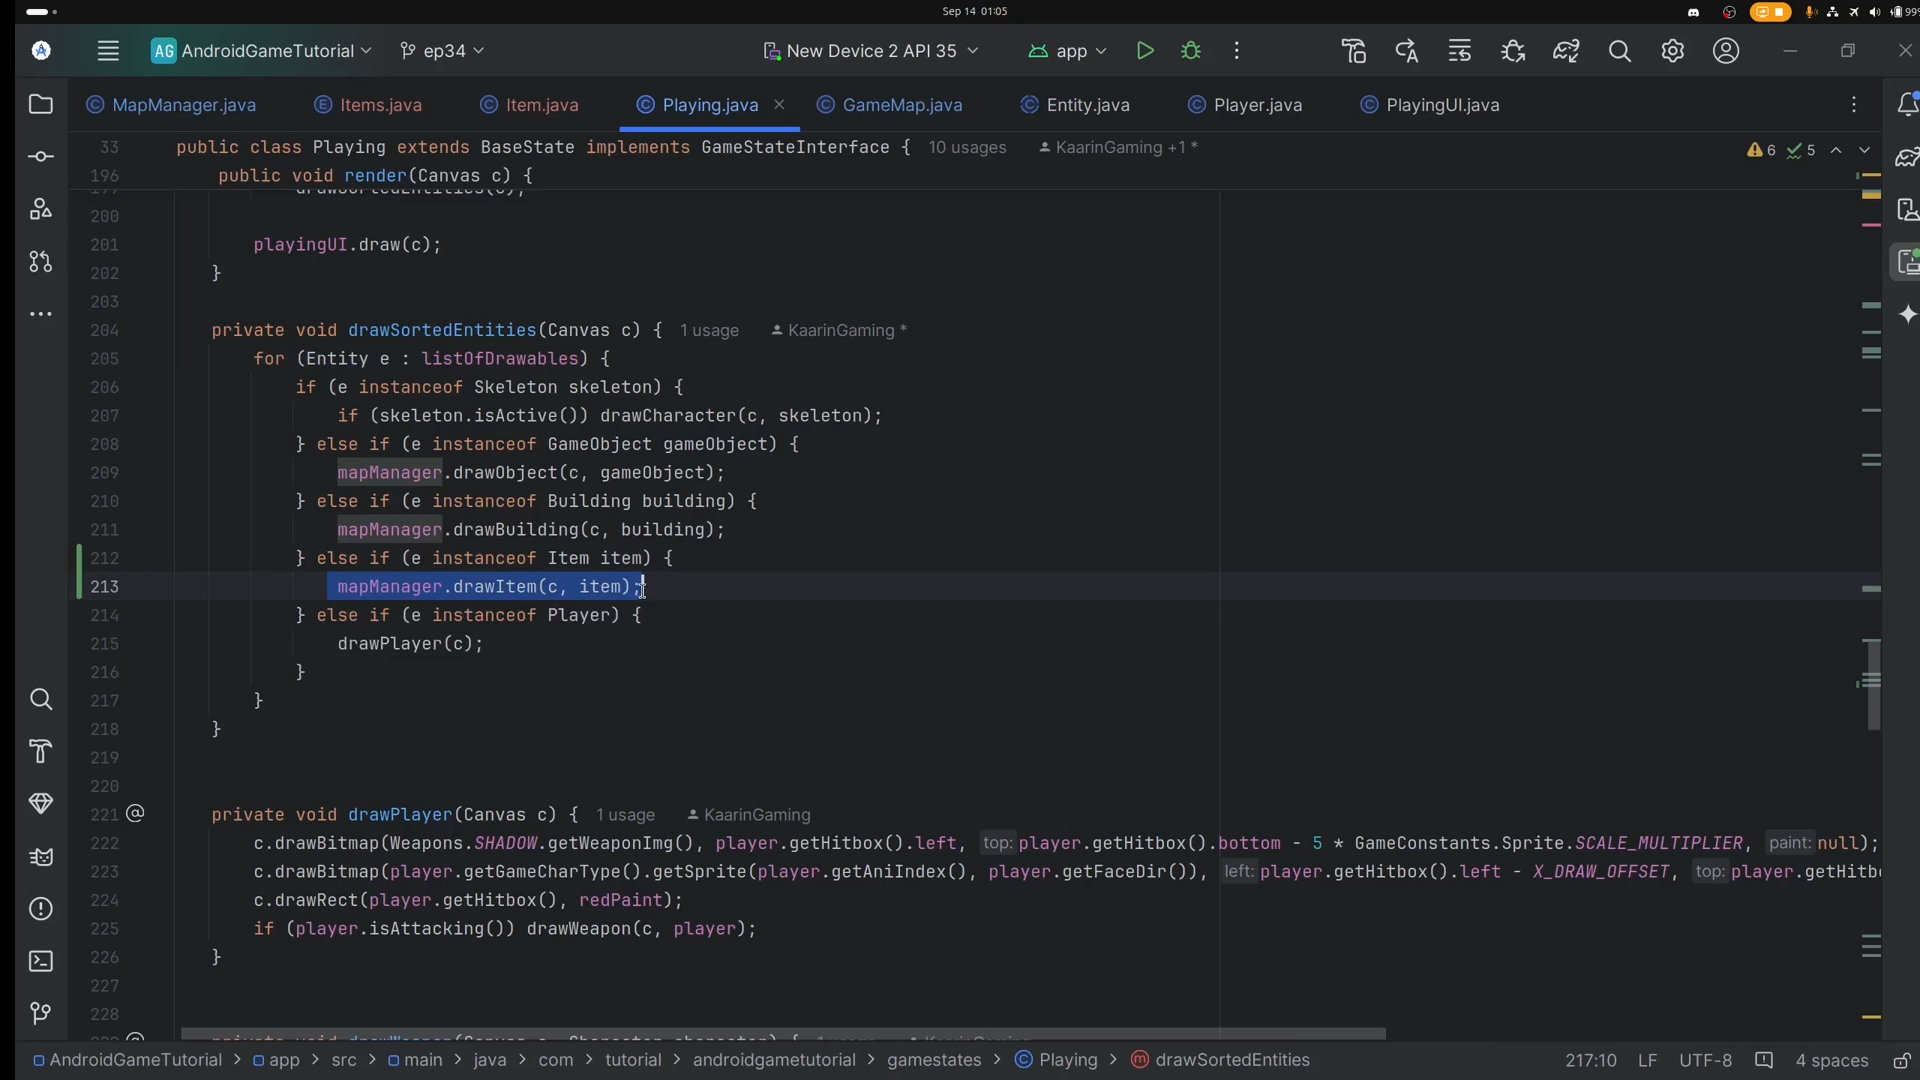 Sep 14 01:05
99%
AG AndroidGameTutorial ep34 New Device 2 API 35 app
MapManager.java Items.java Item.java Playing.java GameMap.java Entity.java Player.java PlayingUI.java
33 public class Playing extends BaseState implements GameStateInterface { 10 usages KaarinGaming +1 * 6 5
196 public void render(Canvas c) {
199 drawSortedEntities(c);
200
201 playingUI.draw(c);
202 }
203
204 private void drawSortedEntities(Canvas c) { 1 usage KaarinGaming *
205 for (Entity e : listOfDrawables) {
206 if (e instanceof Skeleton skeleton) {
207 if (skeleton.isActive()) drawCharacter(c, skeleton);
208 } else if (e instanceof GameObject gameObject) {
209 mapManager.drawObject(c, gameObject);
210 } else if (e instanceof Building building) {
211 mapManager.drawBuilding(c, building);
212 } else if (e instanceof Item item) {
213 mapManager.drawItem(c, item);
214 } else if (e instanceof Player) {
215 drawPlayer(c);
216 }
217 }
218 }
219
220
221 @ private void drawPlayer(Canvas c) { 1 usage KaarinGaming
222 c.drawBitmap(Weapons.SHADOW.getWeaponImg(), player.getHitbox().left, top: player.getHitbox().bottom - 5 * GameConstants.Sprite.SCALE_MULTIPLIER, paint: null);
223 c.drawBitmap(player.getGameCharType().getSprite(player.getAniIndex(), player.getFaceDir()), left: player.getHitbox().left - X_DRAW_OFFSET, top: player.getHitb
224 c.drawRect(player.getHitbox(), redPaint);
225 if (player.isAttacking()) drawWeapon(c, player);
226 }
227
228
AndroidGameTutorial > app > src > main > java > com > tutorial > androidgametutorial > gamestates > Playing > drawSortedEntities 217:10 LF UTF-8 4 spaces